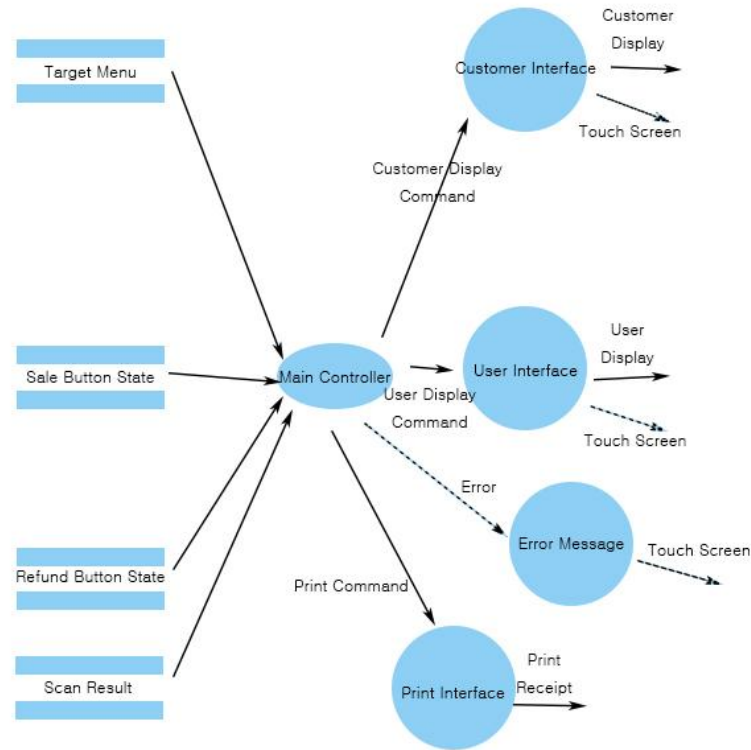 Customer
Display
Target Menu
Customer Interface
Touch Screen
Customer Display
Command
User
Display
Sale Button State
Main Controller
User Interface
User Display
Command
Touch Screen
Error
Error Message
Touch Screen
Refund Button State
Print Command
Scan Result
Print Interface
Print
Receipt